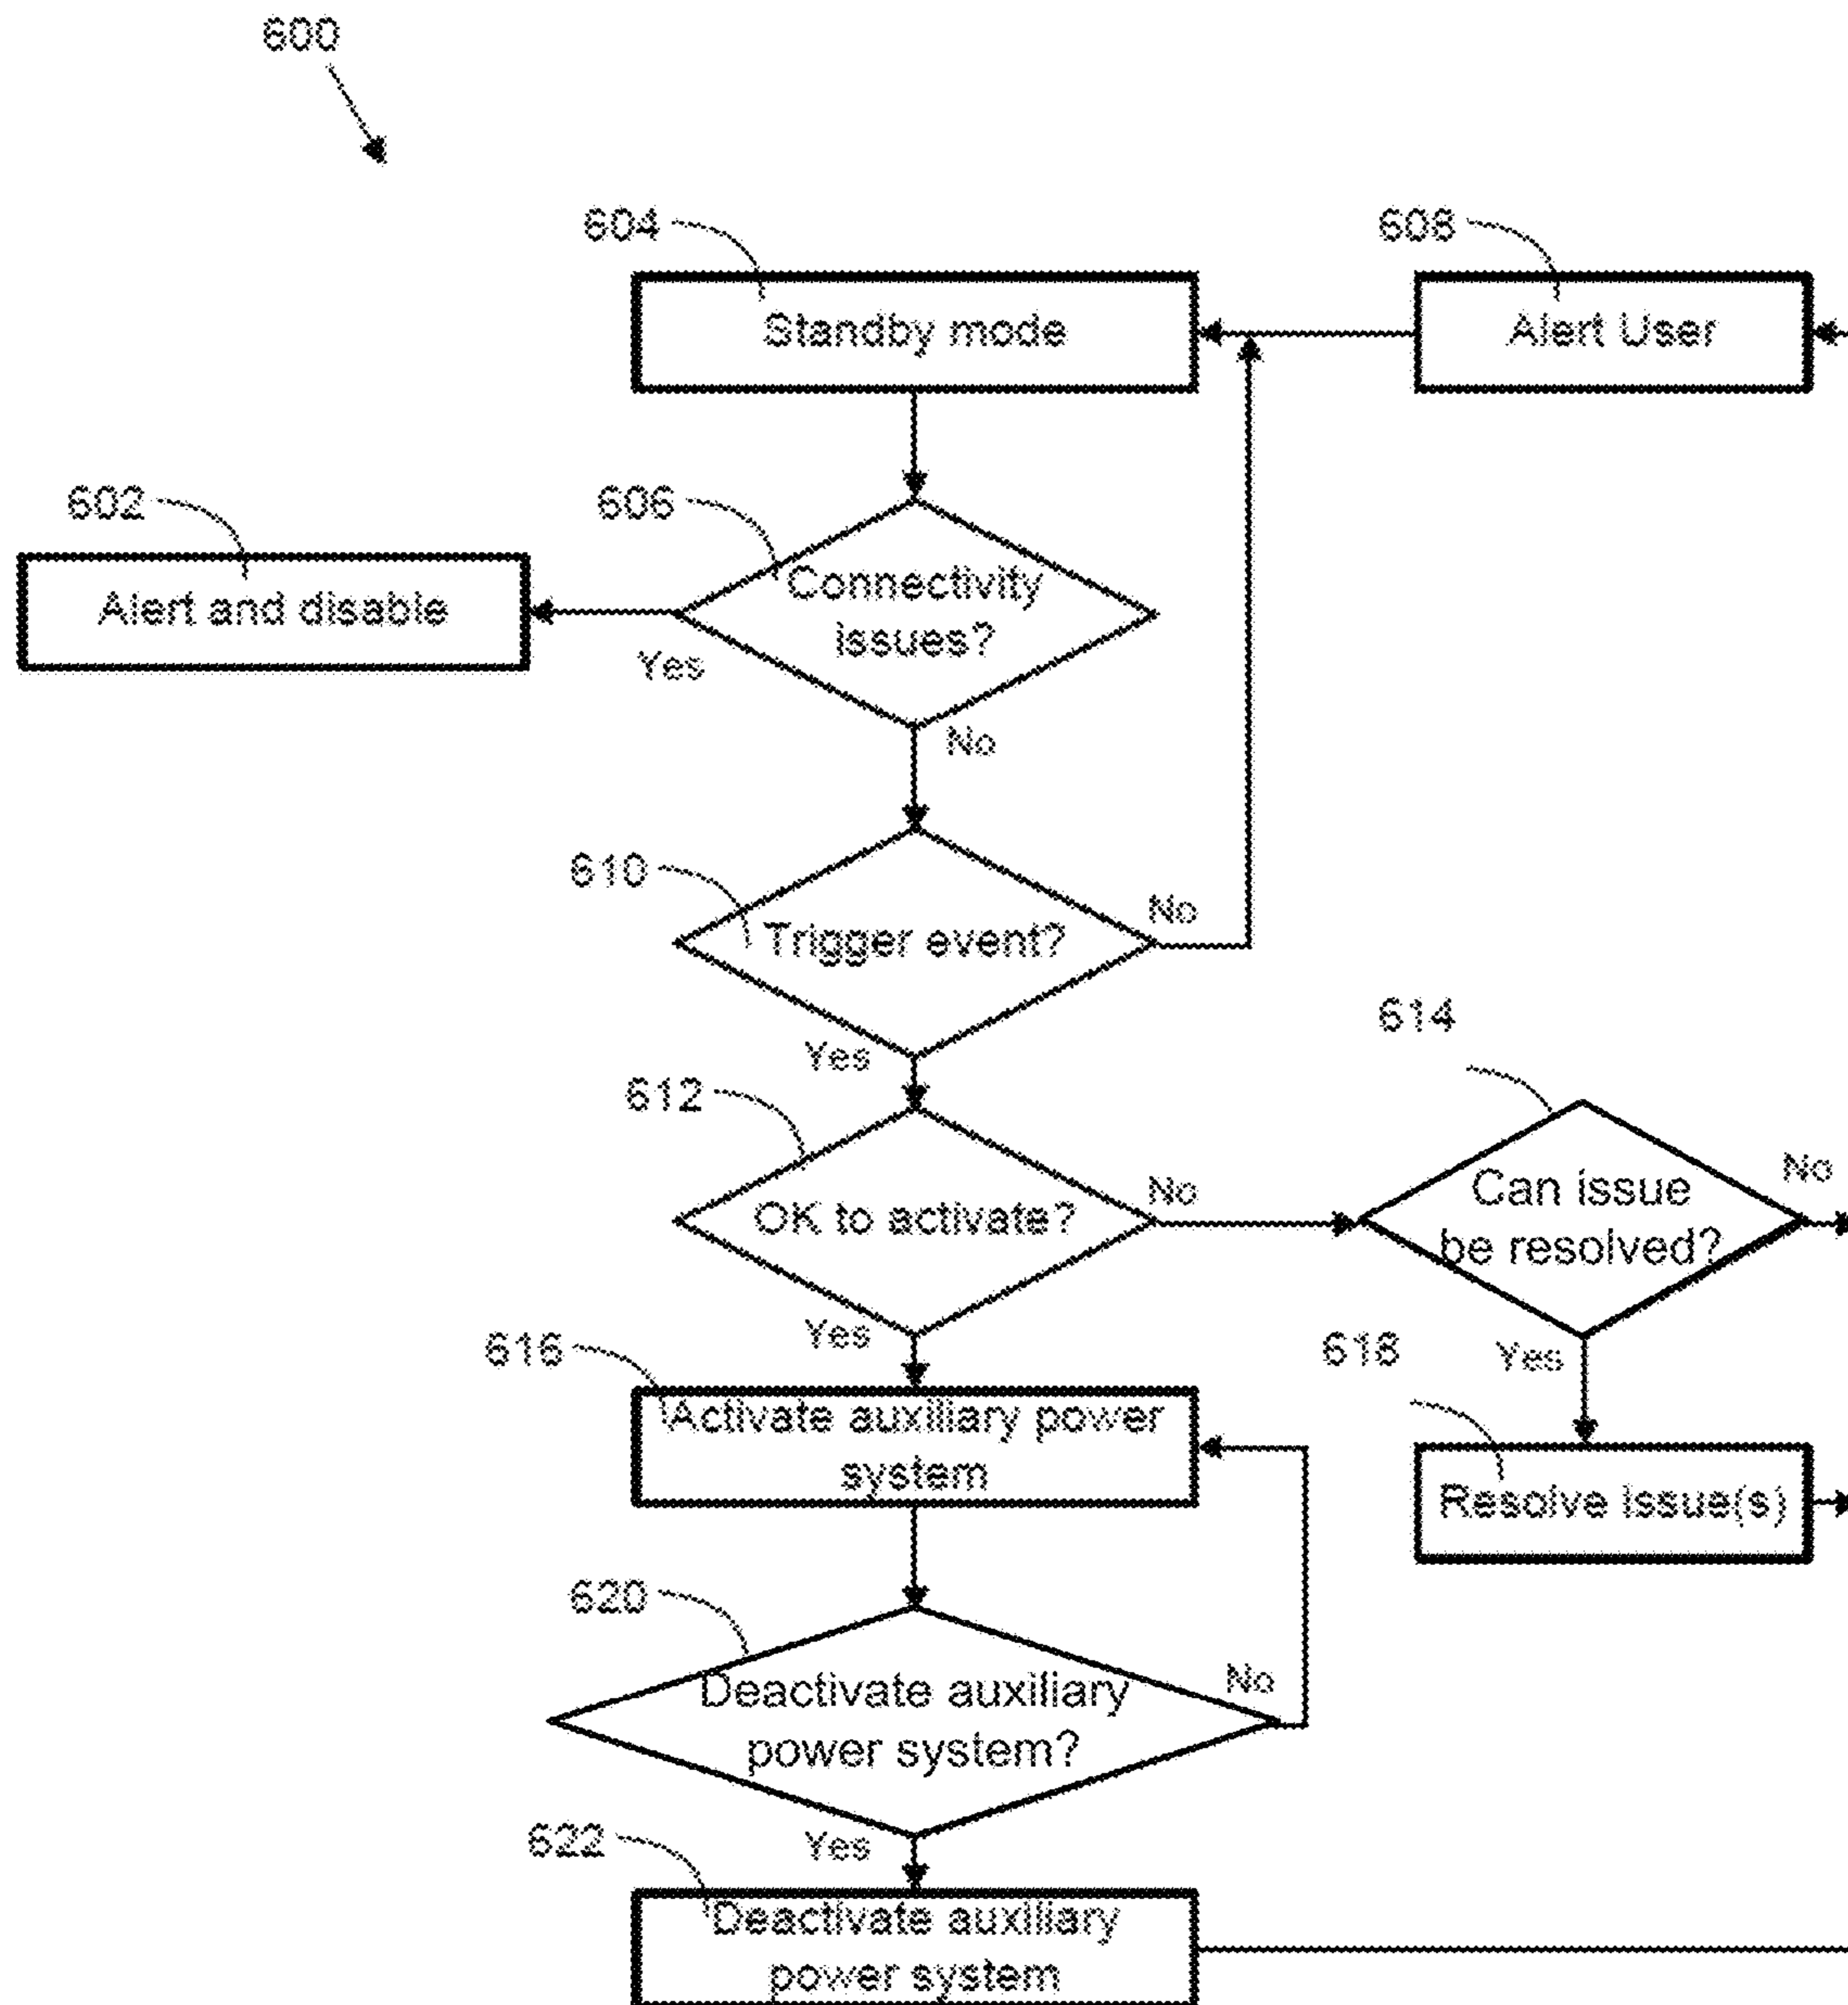 600
604
608
Standby mode
Alert User
602
606
Alert and disable
Connectivity
issues?
Yes
No
610
Trigger event?
No
Yes
614
612
OK to activate?
No
Can issue
be resolved?
No
Yes
616
618
Yes
Activate auxiliary power
system
Resolve issue(s)
620
Deactivate auxiliary
power system?
No
Yes
622
Deactivate auxiliary
power system